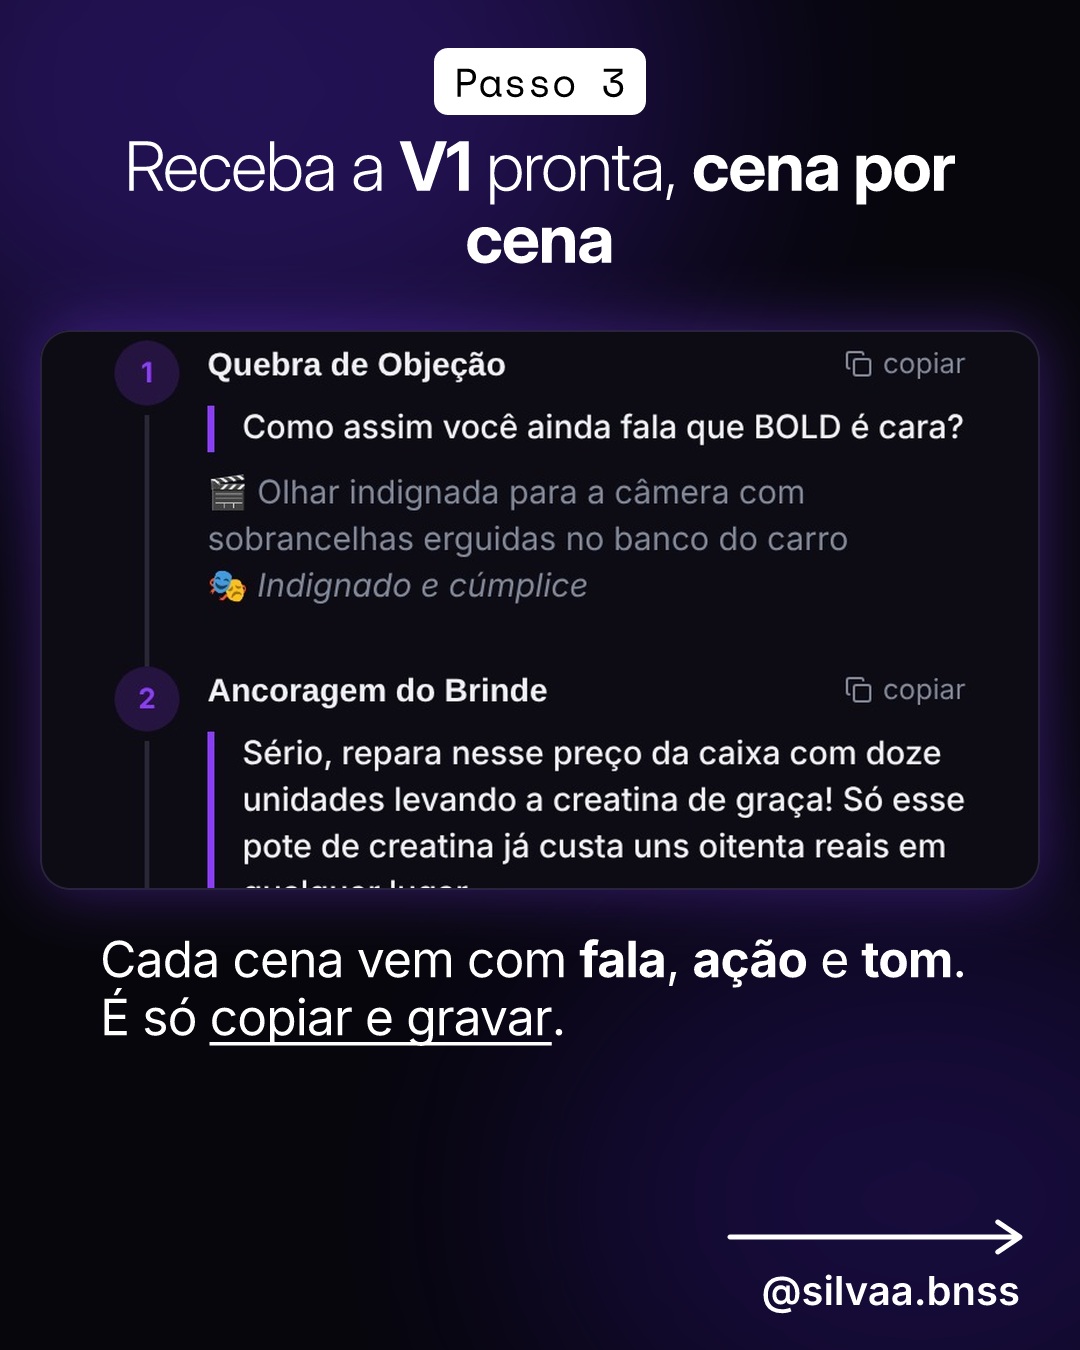 Passo 3
Receba a V1 pronta, cena por
cena
1
Quebra de Objeção
copiar
Como assim você ainda fala que BOLD é cara?
🎬 Olhar indignada para a câmera com
sobrancelhas erguidas no banco do carro
🎭 Indignado e cúmplice
2
Ancoragem do Brinde
copiar
Sério, repara nesse preço da caixa com doze
unidades levando a creatina de graça! Só esse
pote de creatina já custa uns oitenta reais em
qualquer lugar
Cada cena vem com fala, ação e tom.
É só copiar e gravar.
@silvaa.bnss